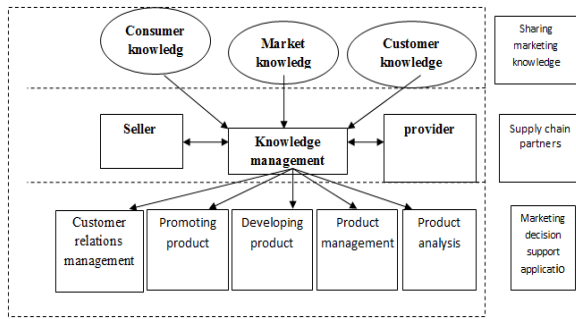 Consumer
knowledg
Market
knowledg
Customer
knowledge
Sharing
marketing
knowledge
Seller
Knowledge
management
provider
Supply chain
partners
Customer
relations
management
Promoting
product
Developing
product
Product
management
Product
analysis
Marketing
decision
support
applicatio